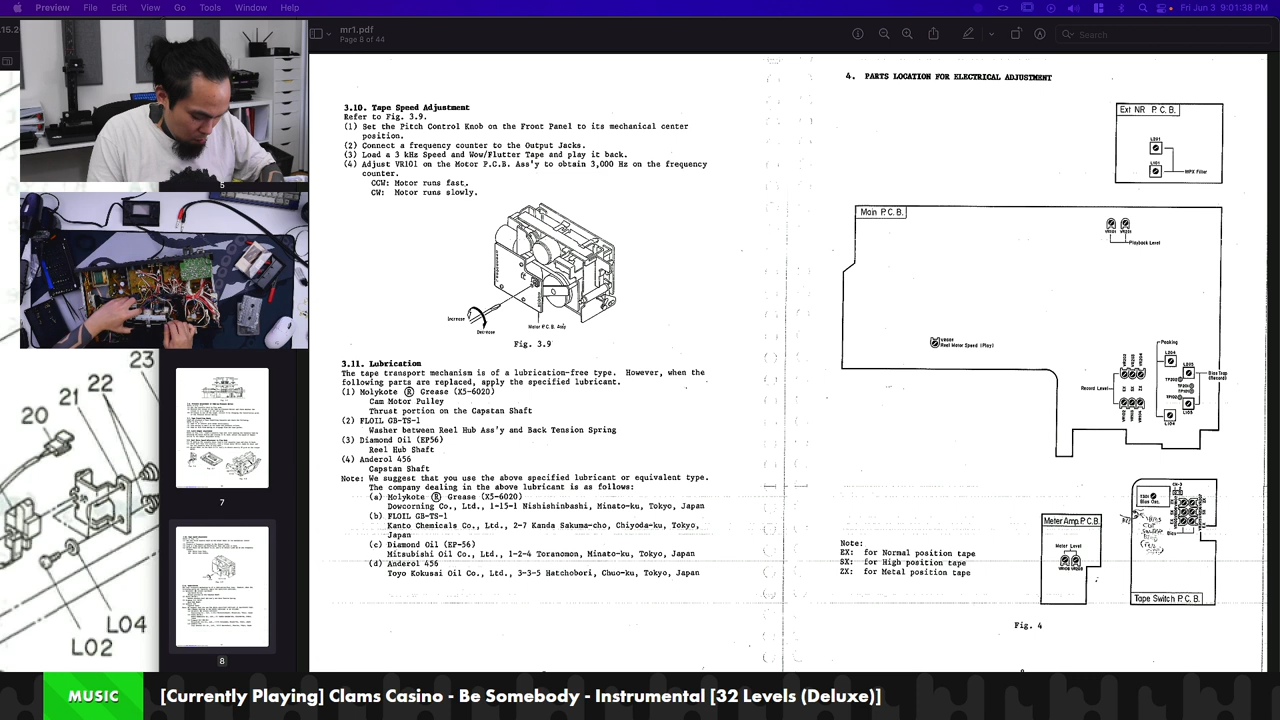 Preview File Edit View Go Tools Window Help
Fri Jun 3 9:01:38 PM
mr1.pdf
Page 8 of 44
Search
3.10. Tape Speed Adjustment
Refer to Fig. 3.9.
(1) Set the Pitch Control Knob on the Front Panel to its mechanical center
position.
(2) Connect a frequency counter to the Output Jacks.
(3) Load a 3 kHz Speed and Wow/Flutter Tape and play it back.
(4) Adjust VR101 on the Motor P.C.B. Ass'y to obtain 3,000 Hz on the frequency
counter.
CCW: Motor runs fast.
CW: Motor runs slowly.
Increase
Decrease
Motor P.C.B. Ass'y
Fig. 3.9
3.11. Lubrication
The tape transport mechanism is of a lubrication-free type. However, when the
following parts are replaced, apply the specified lubricant.
(1) Molykote ® Grease (X5-6020)
Cam Motor Pulley
Thrust portion on the Capstan Shaft
(2) FLOIL GB-TS-1
Washer between Reel Hub Ass'y and Back Tension Spring
(3) Diamond Oil (EP56)
Reel Hub Shaft
(4) Anderol 456
Capstan Shaft
Note: We suggest that you use the above specified lubricant or equivalent type.
The company dealing in the above lubricant is as follows:
(a) Molykote ® Grease (X5-6020)
Dowcorning Co., Ltd., 1-15-1 Nishishinbashi, Minato-ku, Tokyo, Japan
(b) FLOIL GB-TS-1
Kanto Chemicals Co., Ltd., 2-7 Kanda Sakuma-cho, Chiyoda-ku, Tokyo,
Japan
(c) Diamond Oil (EP-56)
Mitsubishi Oil Co., Ltd., 1-2-4 Toranomon, Minato-ku, Tokyo, Japan
(d) Anderol 456
Toyo Kokusai Oil Co., Ltd., 3-3-5 Hatchobori, Chuo-ku, Tokyo, Japan
4. PARTS LOCATION FOR ELECTRICAL ADJUSTMENT
Ext NR P.C.B.
L201
L101
MPX Filter
Main P.C.B.
Playback Level
Reel Motor Speed (Play)
Peaking
Record Level
Bias Trap
(Record)
Meter Amp. P.C.B.
Meter Level
Bias Osc.
Bias
Tape Switch P.C.B.
Note:
EX: for Normal position tape
SX: for High position tape
ZX: for Metal position tape
Fig. 4
5
7
8
23
22
21
20
L04
L02
MUSIC
[Currently Playing] Clams Casino - Be Somebody - Instrumental [32 Levels (Deluxe)]